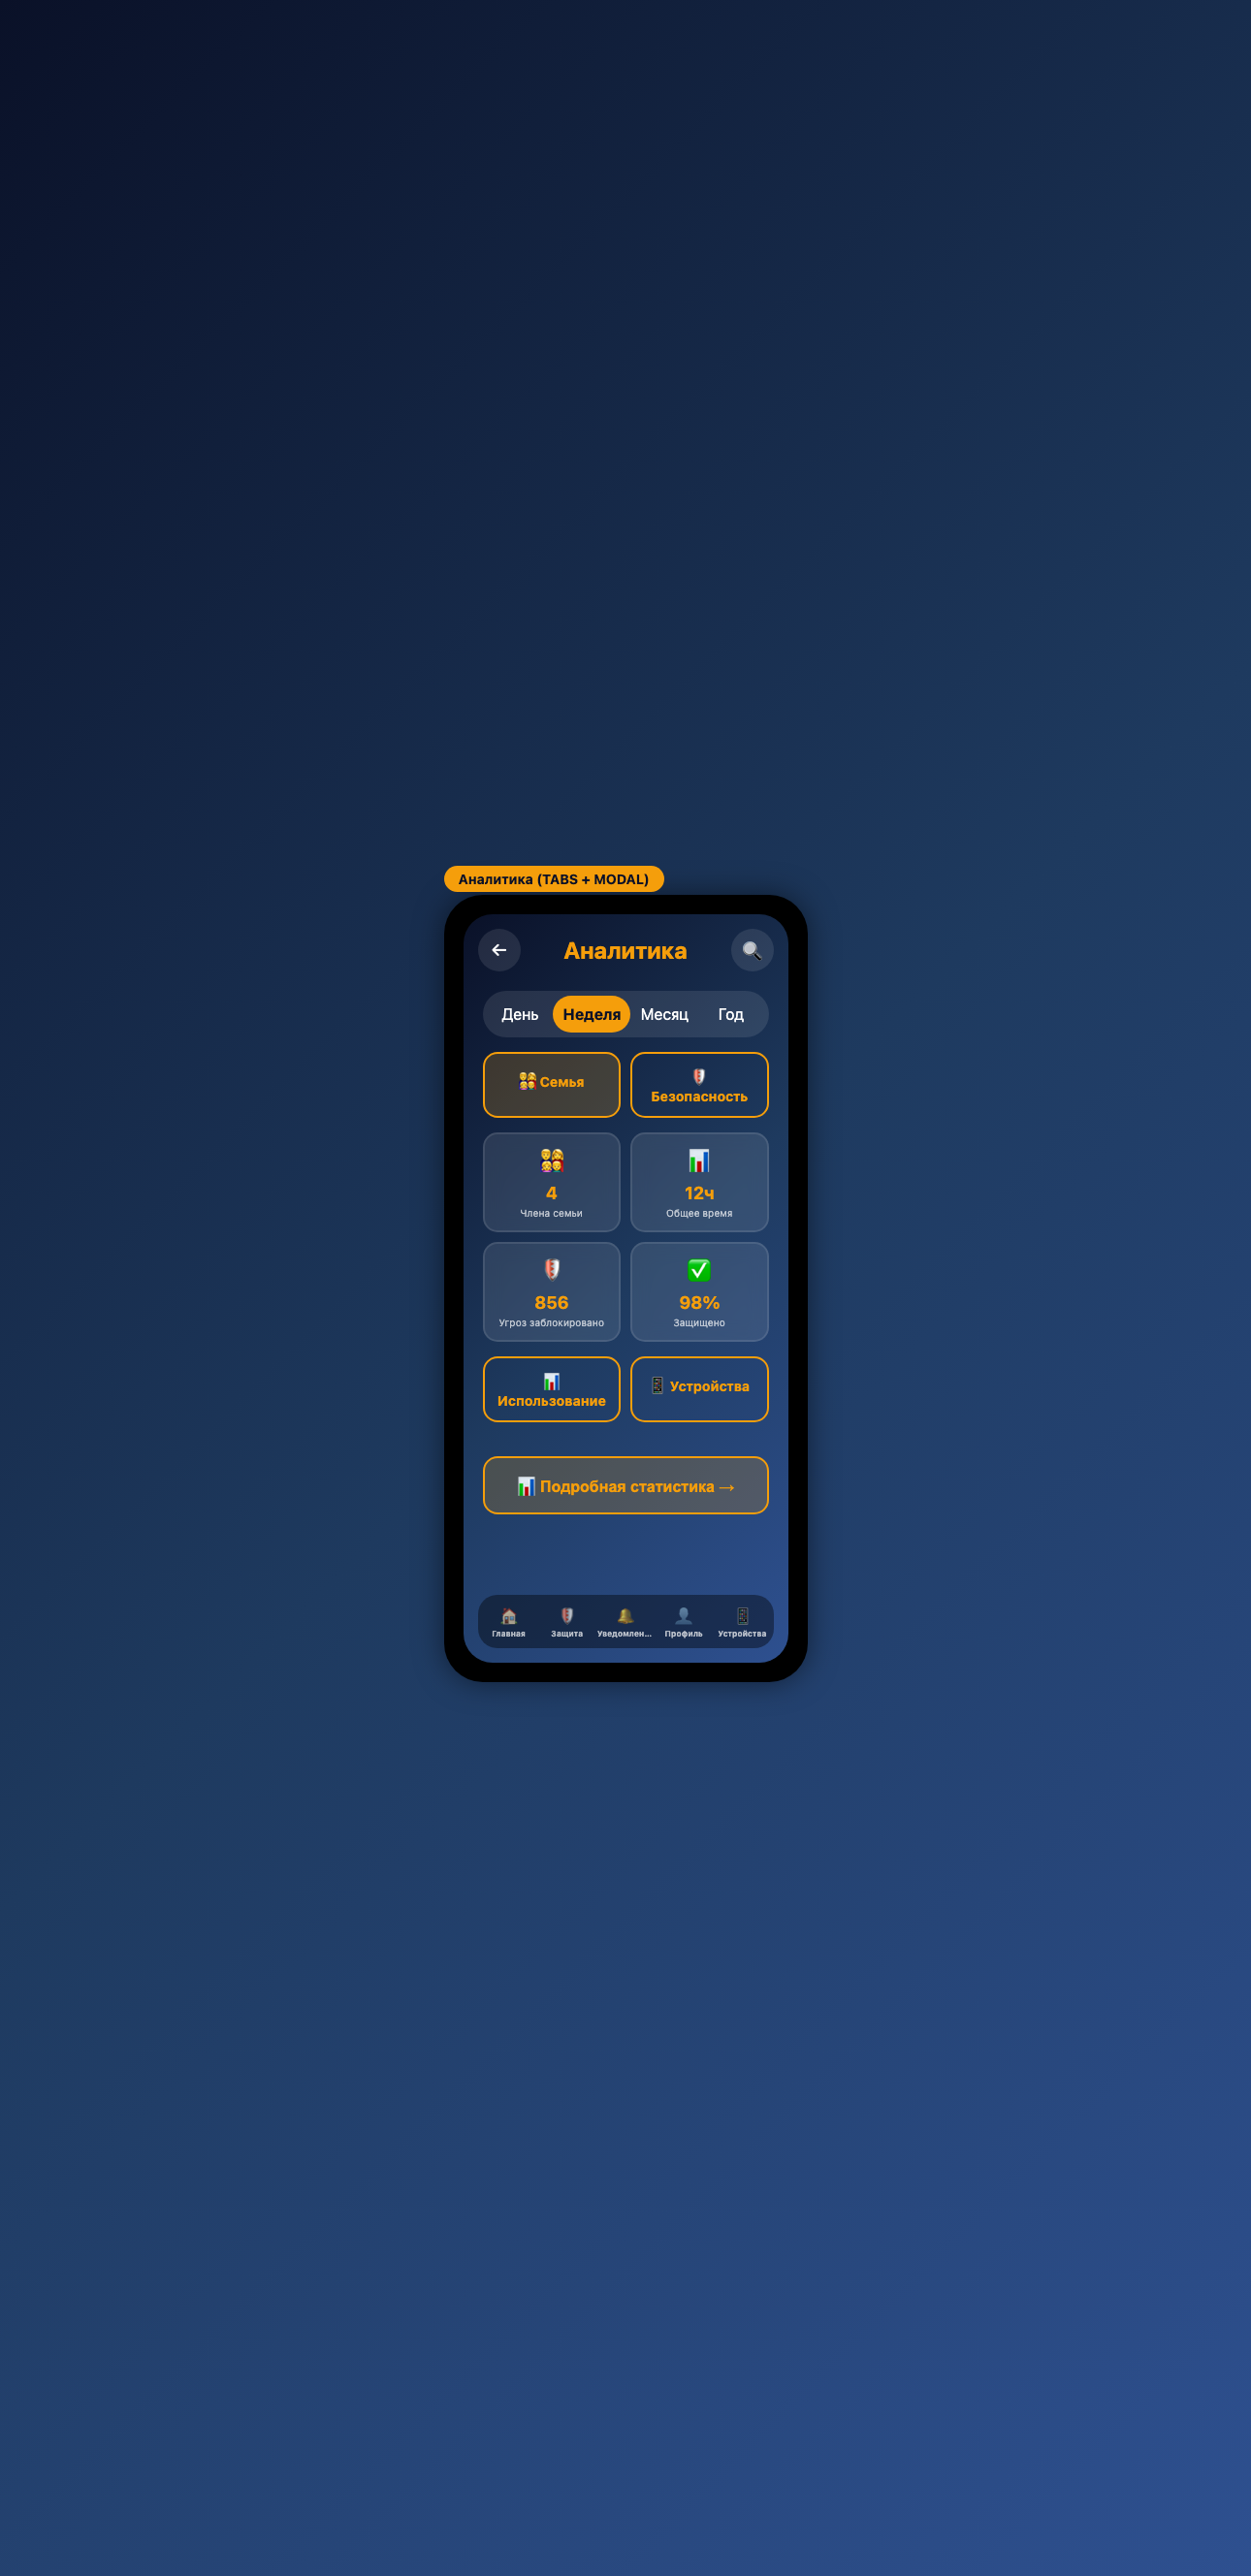 Аналитика (TABS + MODAL)
← Аналитика
День Неделя Месяц Год
Семья
Безопасность
4
Члена семьи
12ч
Общее время
856
Угроз заблокировано
98%
Защищено
Использование
Устройства
Подробная статистика →
Главная Защита Уведомлен... Профиль Устройства